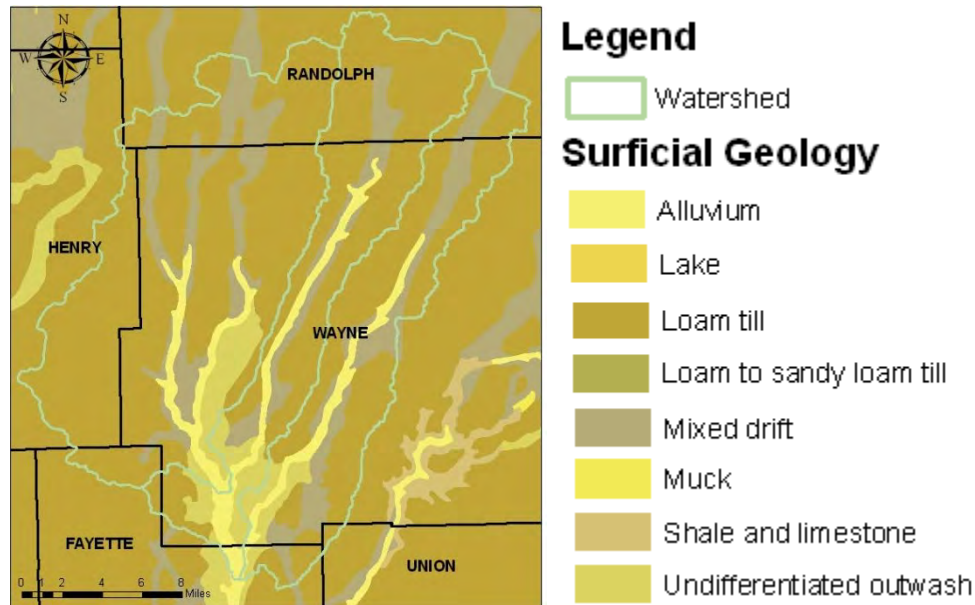 N
W E
S
RANDOLPH
HENRY
WAYNE
FAYETTE
UNION
0 1 2 4 6 8
Miles
Legend
Watershed
Surficial Geology
Alluvium
Lake
Loam till
Loam to sandy loam till
Mixed drift
Muck
Shale and limestone
Undifferentiated outwash